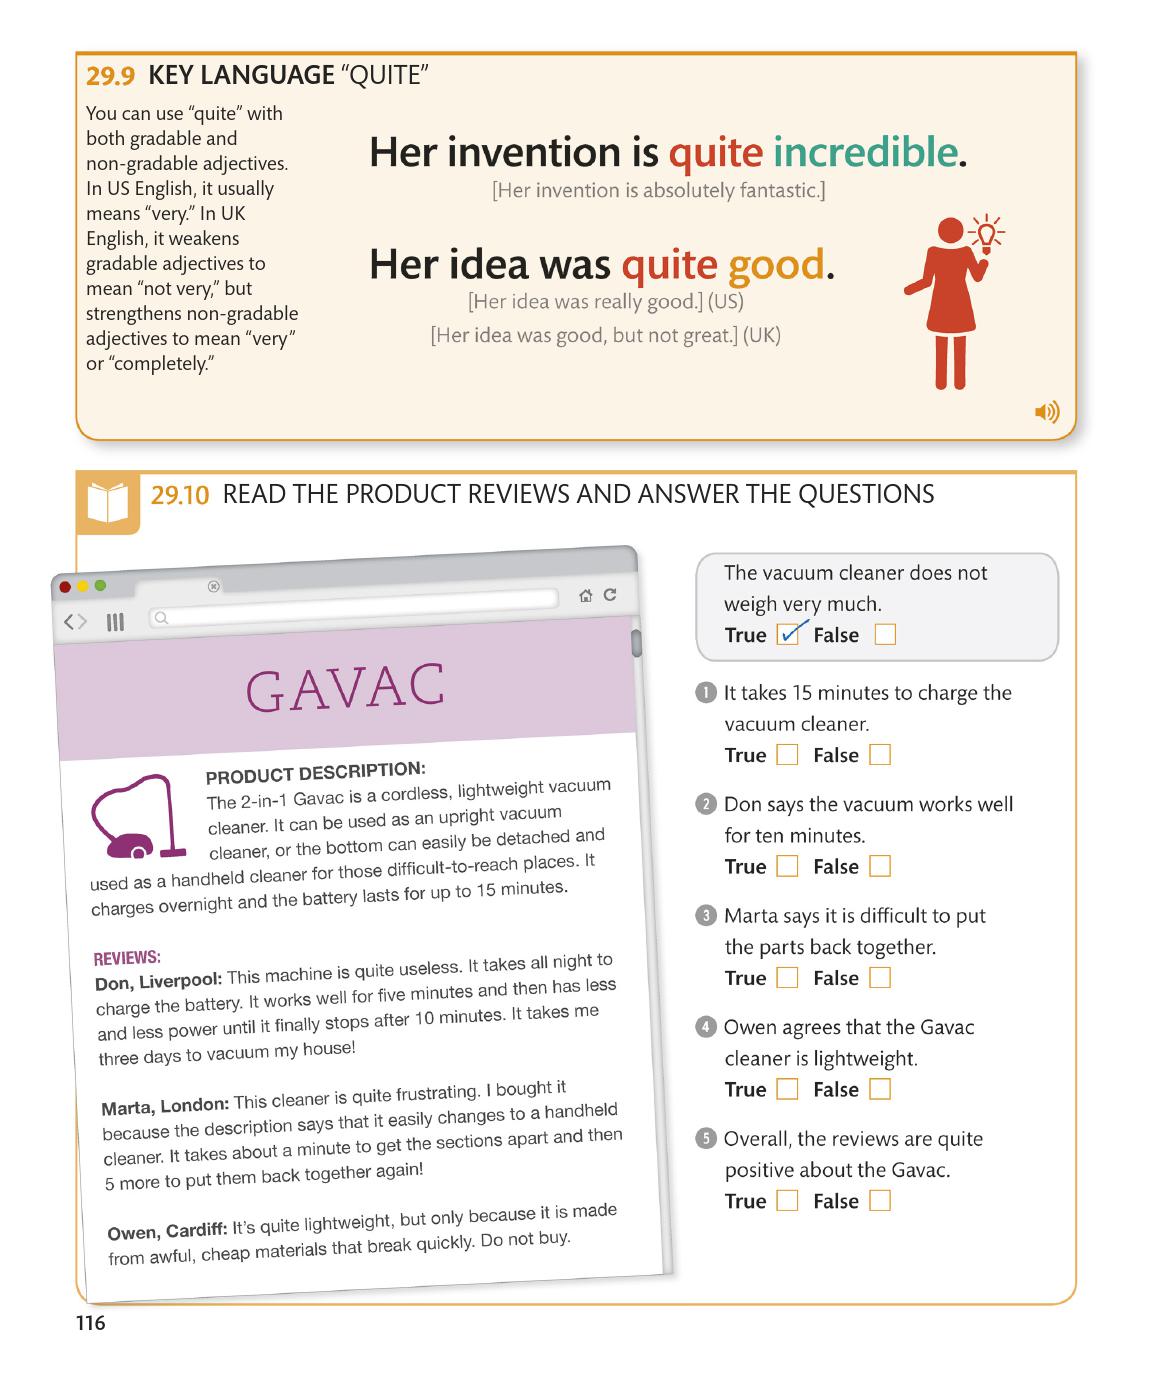 29.9 KEY LANGUAGE “QUITE”
You can use “quite” with
both gradable and
non-gradable adjectives.
In US English, it usually
means “very.” In UK
English, it weakens
gradable adjectives to
mean “not very,” but
strengthens non-gradable
adjectives to mean “very”
or “completely.”
Her invention is quite incredible.
[Her invention is absolutely fantastic.]
Her idea was quite good.
[Her idea was really good.] (US)
[Her idea was good, but not great.] (UK)
29.10 READ THE PRODUCT REVIEWS AND ANSWER THE QUESTIONS
GAVAC
PRODUCT DESCRIPTION:
The 2-in-1 Gavac is a cordless, lightweight vacuum
cleaner. It can be used as an upright vacuum
cleaner, or the bottom can easily be detached and
used as a handheld cleaner for those difficult-to-reach places. It
charges overnight and the battery lasts for up to 15 minutes.
REVIEWS:
Don, Liverpool: This machine is quite useless. It takes all night to
charge the battery. It works well for five minutes and then has less
and less power until it finally stops after 10 minutes. It takes me
three days to vacuum my house!
Marta, London: This cleaner is quite frustrating. I bought it
because the description says that it easily changes to a handheld
cleaner. It takes about a minute to get the sections apart and then
5 more to put them back together again!
Owen, Cardiff: It’s quite lightweight, but only because it is made
from awful, cheap materials that break quickly. Do not buy.
The vacuum cleaner does not
weigh very much.
True False
1 It takes 15 minutes to charge the
vacuum cleaner.
True False
2 Don says the vacuum works well
for ten minutes.
True False
3 Marta says it is difficult to put
the parts back together.
True False
4 Owen agrees that the Gavac
cleaner is lightweight.
True False
5 Overall, the reviews are quite
positive about the Gavac.
True False
116